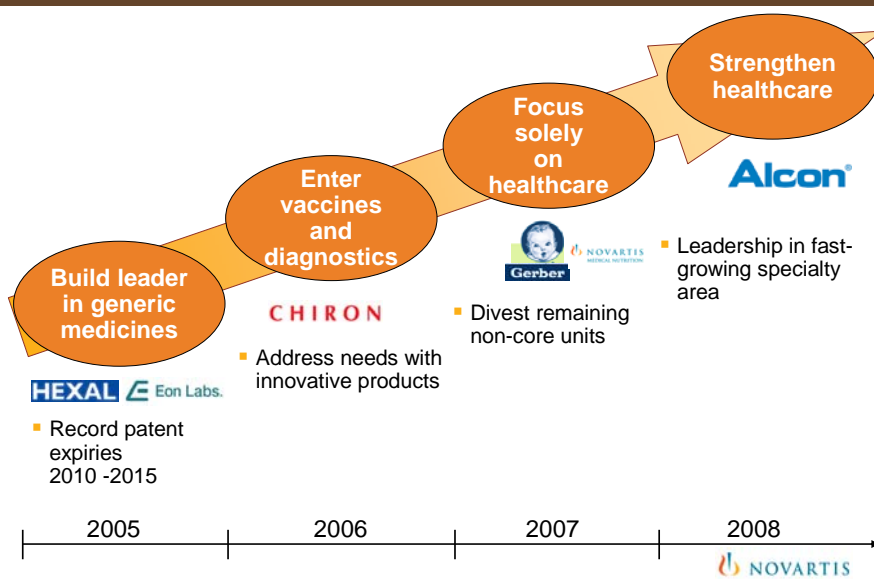 Build leader
in generic
medicines
HEXAL Eon Labs.
Record patent
expiries
2010 -2015
Enter
vaccines
and
diagnostics
CHIRON
Address needs with
innovative products
Focus
solely
on
healthcare
Gerber
NOVARTIS
MEDICAL NUTRITION
Divest remaining
non-core units
Strengthen
healthcare
Alcon®
Leadership in fast-
growing specialty
area
2005 2006 2007 2008
NOVARTIS